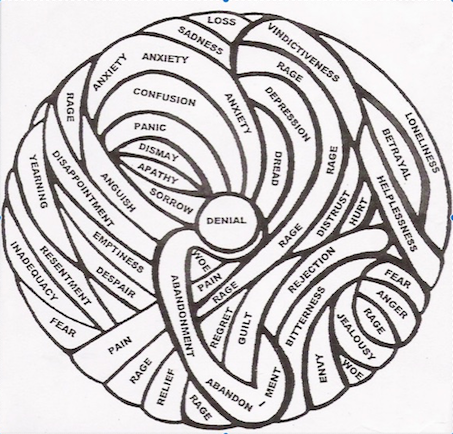 LOSS
SADNESS
VINDICTIVENESS
ANXIETY
ANXIETY
RAGE
ANXIETY
CONFUSION
DEPRESSION
RAGE
PANIC
DISMAY
APATHY
SORROW
DREAD
RAGE
LONELINESS
BETRAYAL
HELPLESSNESS
YEARNING
DISAPPOINTMENT
ANGUISH
DENIAL
DISTRUST
HURT
RAGE
EMPTINESS
DESPAIR
RESENTMENT
INADEQUACY
FEAR
WOE
PAIN
RAGE
REGRET
GUILT
ABANDONMENT
REJECTION
BITTERNESS
FEAR
ANGER
RAGE
JEALOUSY
WOE
ENVY
PAIN
RAGE
RELIEF
RAGE
ABANDON
-
MENT